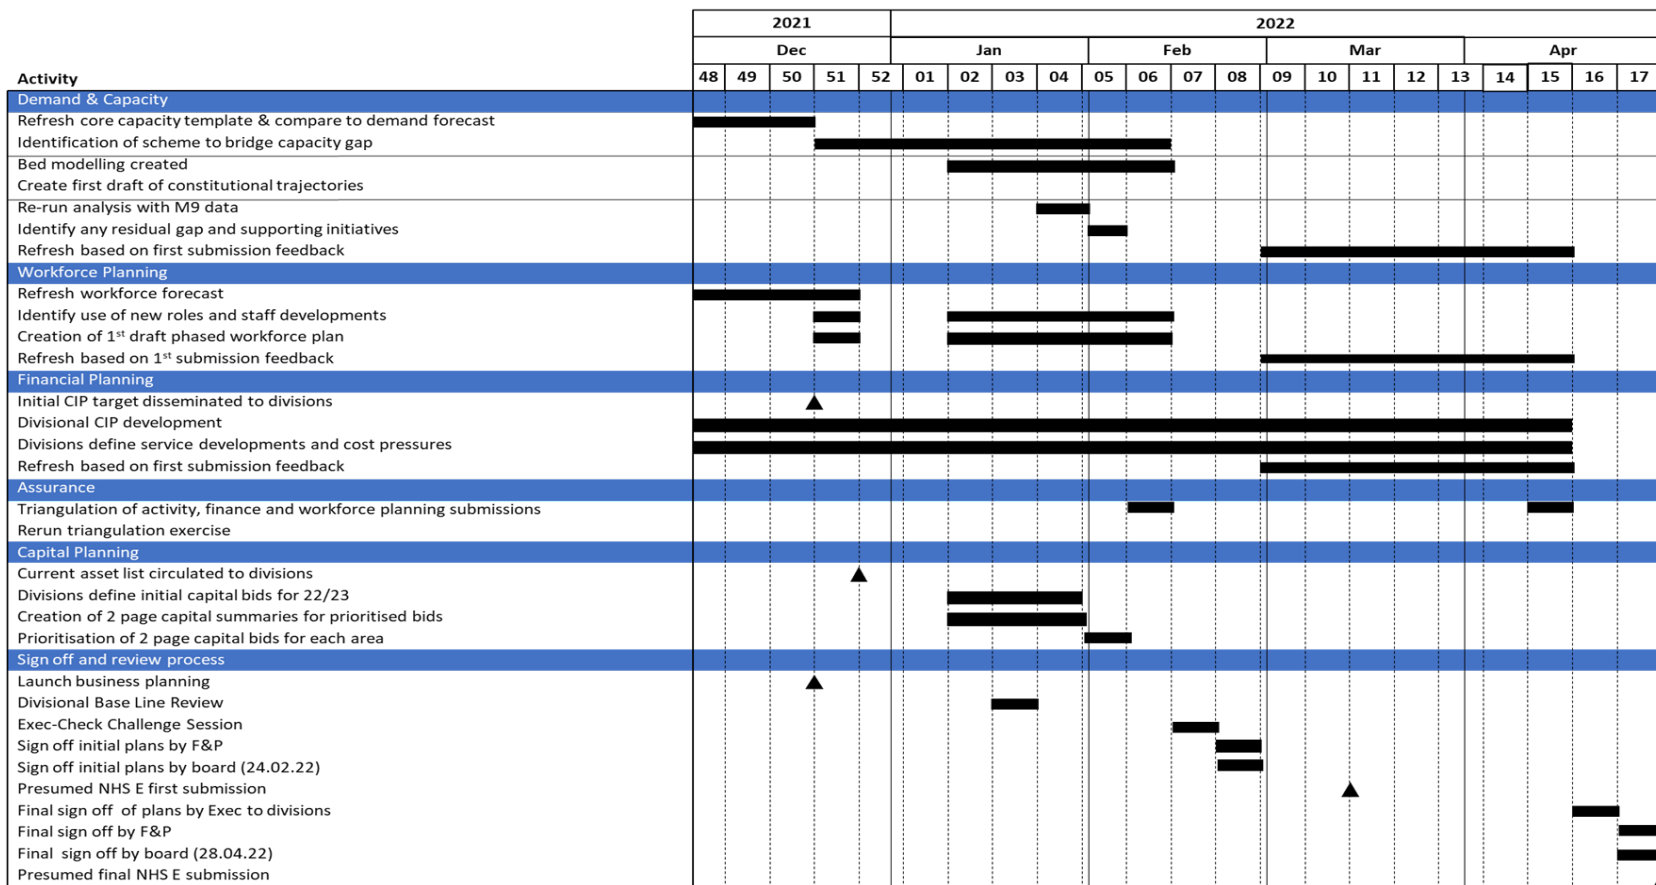 2021 2022
Dec Jan Feb Mar Apr
Activity 48 49 50 51 52 01 02 03 04 05 06 07 08 09 10 11 12 13 14 15 16 17
Demand & Capacity
Refresh core capacity template & compare to demand forecast
Identification of scheme to bridge capacity gap
Bed modelling created
Create first draft of constitutional trajectories
Re-run analysis with M9 data
Identify any residual gap and supporting initiatives
Refresh based on first submission feedback
Workforce Planning
Refresh workforce forecast
Identify use of new roles and staff developments
Creation of 1st draft phased workforce plan
Refresh based on 1st submission feedback
Financial Planning
Initial CIP target disseminated to divisions
Divisional CIP development
Divisions define service developments and cost pressures
Refresh based on first submission feedback
Assurance
Triangulation of activity, finance and workforce planning submissions
Rerun triangulation exercise
Capital Planning
Current asset list circulated to divisions
Divisions define initial capital bids for 22/23
Creation of 2 page capital summaries for prioritised bids
Prioritisation of 2 page capital bids for each area
Sign off and review process
Launch business planning
Divisional Base Line Review
Exec-Check Challenge Session
Sign off initial plans by F&P
Sign off initial plans by board (24.02.22)
Presumed NHS E first submission
Final sign off of plans by Exec to divisions
Final sign off by F&P
Final sign off by board (28.04.22)
Presumed final NHS E submission